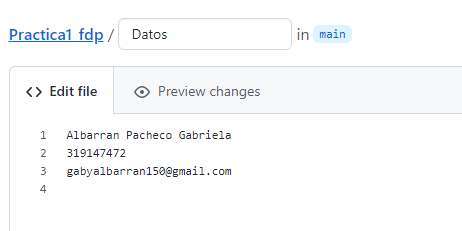 Practica1_fdp / Datos in main
Edit file Preview changes
1 Albarran Pacheco Gabriela
2 319147472
3 gabyalbarran150@gmail.com
4